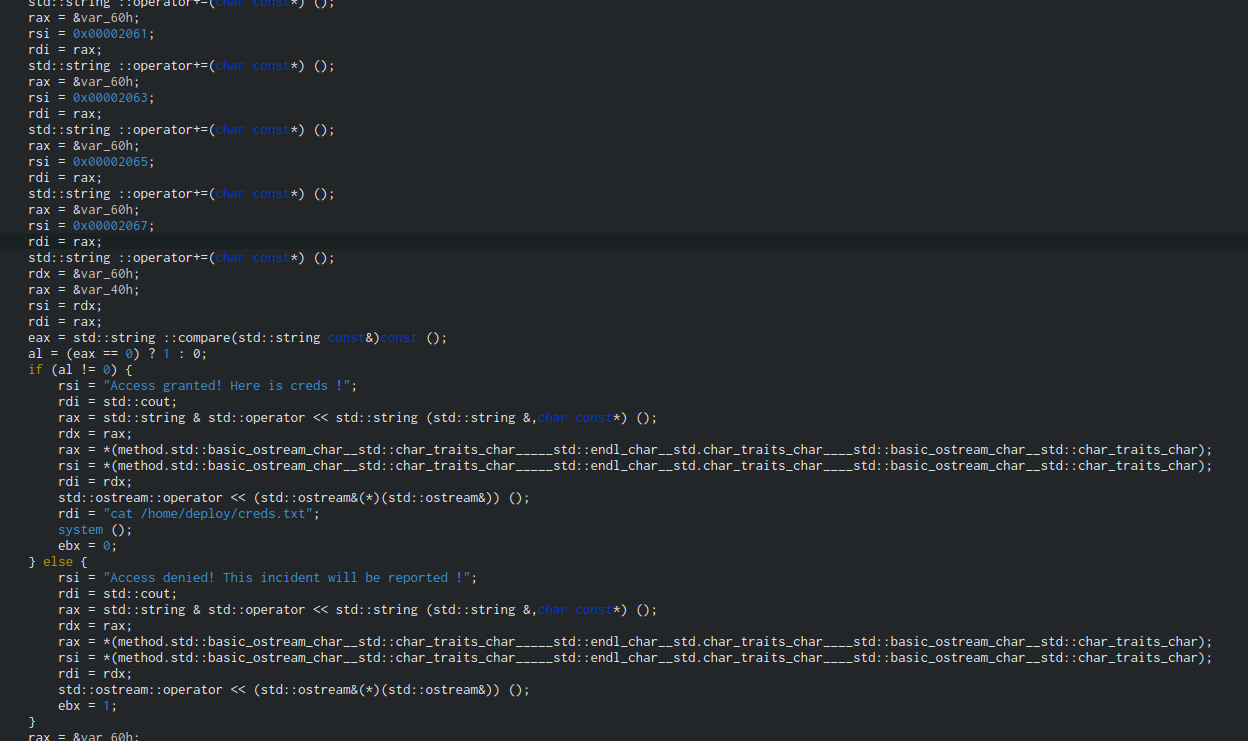 std::string ::operator+=(char const*) ();
rax = &var_60h;
rsi = 0x00002061;
rdi = rax;
std::string ::operator+=(char const*) ();
rax = &var_60h;
rsi = 0x00002063;
rdi = rax;
std::string ::operator+=(char const*) ();
rax = &var_60h;
rsi = 0x00002065;
rdi = rax;
std::string ::operator+=(char const*) ();
rax = &var_60h;
rsi = 0x00002067;
rdi = rax;
std::string ::operator+=(char const*) ();
rdx = &var_60h;
rax = &var_40h;
rsi = rdx;
rdi = rax;
eax = std::string ::compare(std::string const&)const ();
al = (eax == 0) ? 1 : 0;
if (al != 0) {
rsi = "Access granted! Here is creds !";
rdi = std::cout;
rax = std::string & std::operator << std::string (std::string &,char const*) ();
rdx = rax;
rax = *(method.std::basic_ostream_char__std::char_traits_char_____std::endl_char__std.char_traits_char____std::basic_ostream_char__std::char_traits_char);
rsi = *(method.std::basic_ostream_char__std::char_traits_char_____std::endl_char__std.char_traits_char____std::basic_ostream_char__std::char_traits_char);
rdi = rdx;
std::ostream::operator << (std::ostream&(*)(std::ostream&)) ();
rdi = "cat /home/deploy/creds.txt";
system ();
ebx = 0;
} else {
rsi = "Access denied! This incident will be reported !";
rdi = std::cout;
rax = std::string & std::operator << std::string (std::string &,char const*) ();
rdx = rax;
rax = *(method.std::basic_ostream_char__std::char_traits_char_____std::endl_char__std.char_traits_char____std::basic_ostream_char__std::char_traits_char);
rsi = *(method.std::basic_ostream_char__std::char_traits_char_____std::endl_char__std.char_traits_char____std::basic_ostream_char__std::char_traits_char);
rdi = rdx;
std::ostream::operator << (std::ostream&(*)(std::ostream&)) ();
ebx = 1;
}
rax = &var_60h;